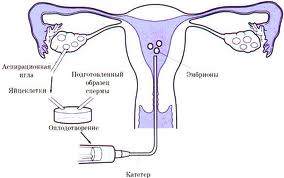 Аспирационная
игла
Яйцеклетки
Подготовленный
образец
спермы
Эмбрионы
Оплодотворение
Катетер